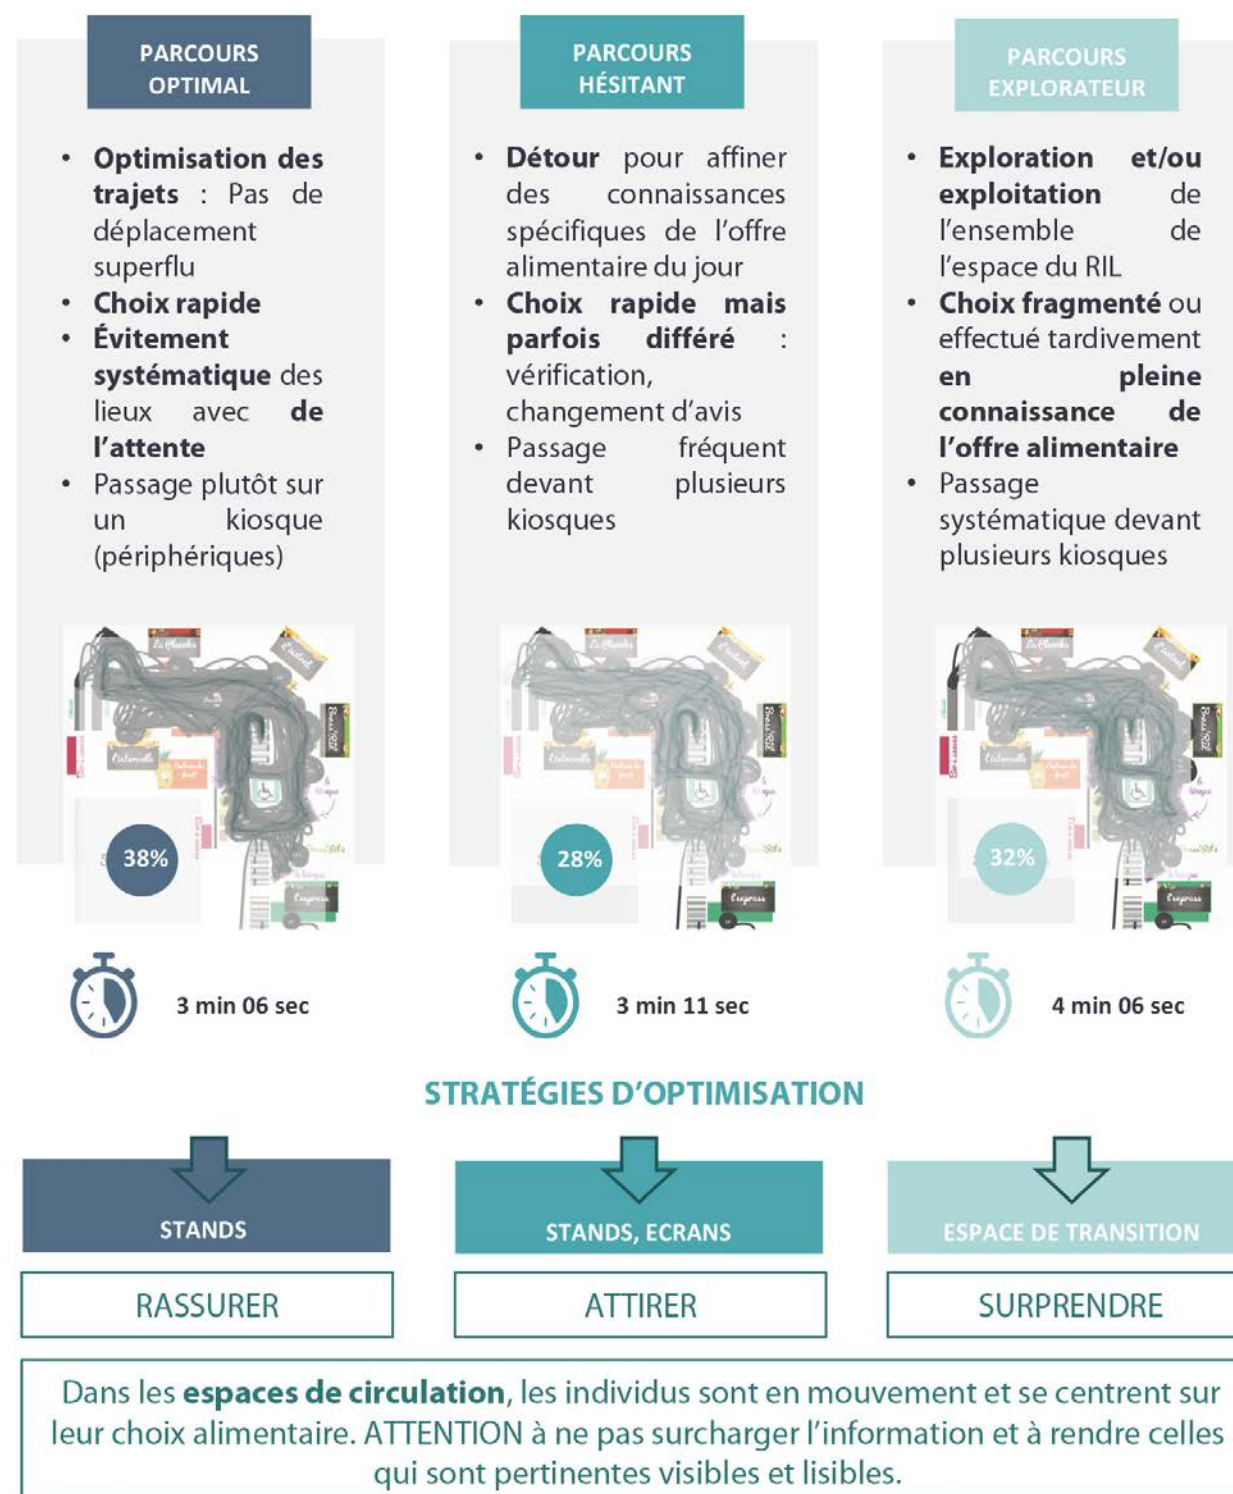 PARCOURS
OPTIMAL
• Optimisation des
trajets : Pas de
déplacement
superflu
• Choix rapide
• Évitement
systématique des
lieux avec de
l'attente
• Passage plutôt sur
un kiosque
(périphériques)
38%
3 min 06 sec
PARCOURS
HÉSITANT
• Détour pour affiner
des connaissances
spécifiques de l'offre
alimentaire du jour
• Choix rapide mais
parfois différé :
vérification,
changement d'avis
• Passage fréquent
devant plusieurs
kiosques
28%
3 min 11 sec
PARCOURS
EXPLORATEUR
• Exploration et/ou
exploitation de
l'ensemble de
l'espace du RIL
• Choix fragmenté ou
effectué tardivement
en pleine
connaissance de
l'offre alimentaire
• Passage
systématique devant
plusieurs kiosques
32%
L'express
4 min 06 sec
STRATÉGIES D'OPTIMISATION
STANDS
RASSURER
STANDS, ECRANS
ATTIRER
ESPACE DE TRANSITION
SURPRENDRE
Dans les espaces de circulation, les individus sont en mouvement et se centrent sur
leur choix alimentaire. ATTENTION à ne pas surcharger l'information et à rendre celles
qui sont pertinentes visibles et lisibles.